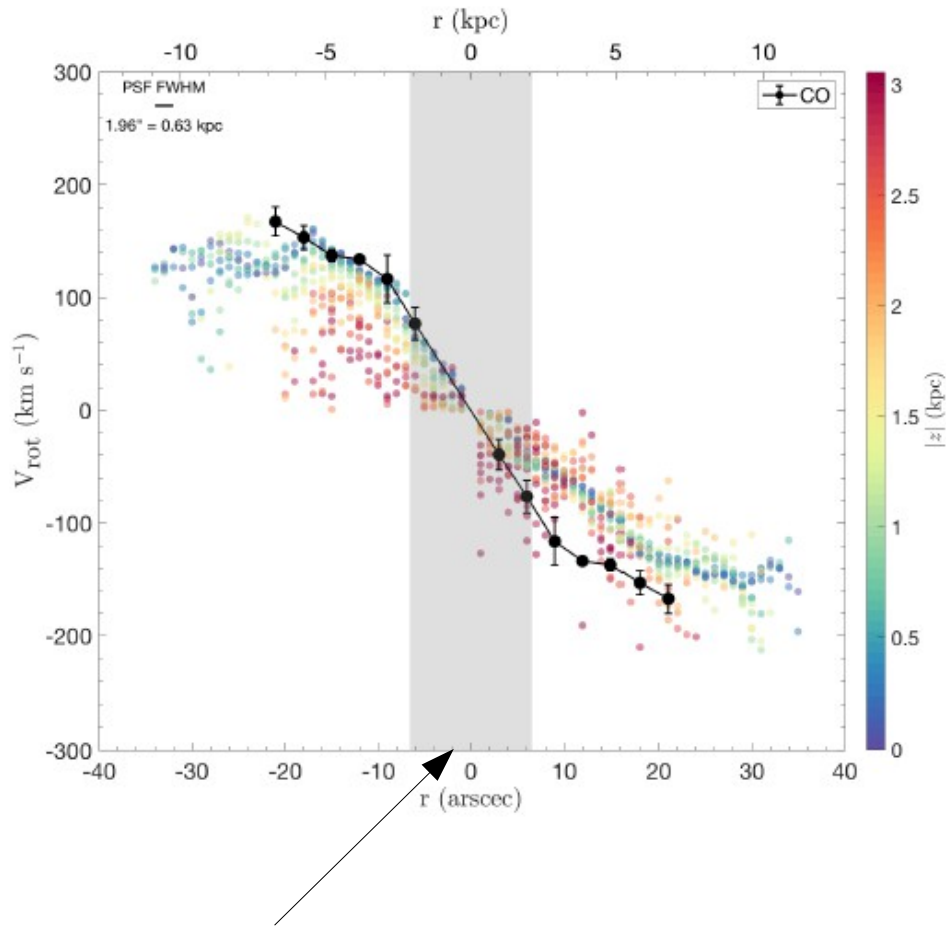 r (kpc)
-10 -5 0 5 10
300 PSF FWHM CO 3
1.96" = 0.63 kpc
200 2.5
100 2
V_rot (km s⁻¹) 0 1.5 |z| (kpc)
-100 1
-200 0.5
-300 0
-40 -30 -20 -10 0 10 20 30 40
r (arscec)